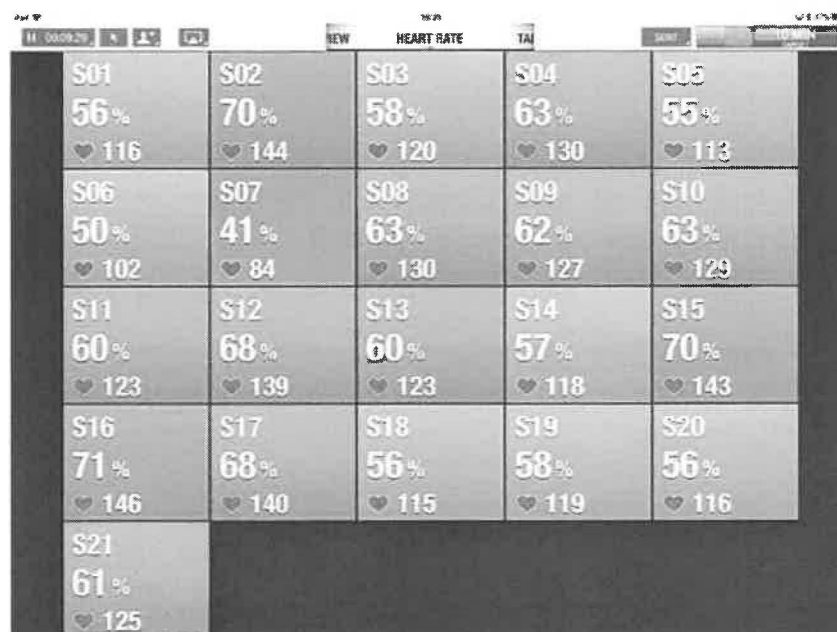 HEART RATE
S01
56%
116
S02
70%
144
S03
58%
120
S04
63%
130
S05
55%
113
S06
50%
102
S07
41%
84
S08
63%
130
S09
62%
127
S10
63%
129
S11
60%
123
S12
68%
139
S13
60%
123
S14
57%
118
S15
70%
143
S16
71%
146
S17
68%
140
S18
56%
115
S19
58%
119
S20
56%
116
S21
61%
125